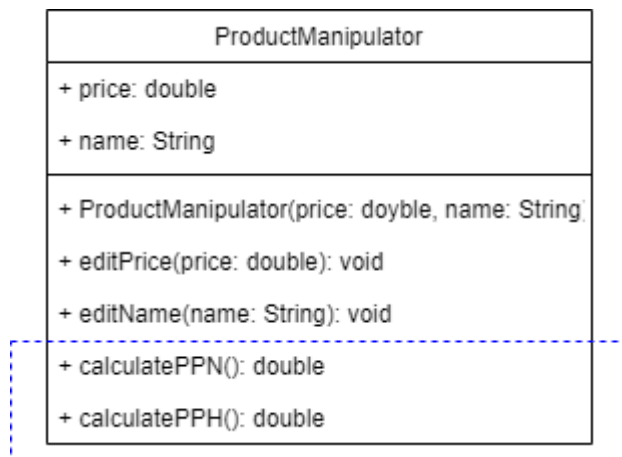 ProductManipulator
+ price: double
+ name: String
+ ProductManipulator(price: doyble, name: String
+ editPrice(price: double): void
+ editName(name: String): void
+ calculatePPN(): double
+ calculatePPH(): double